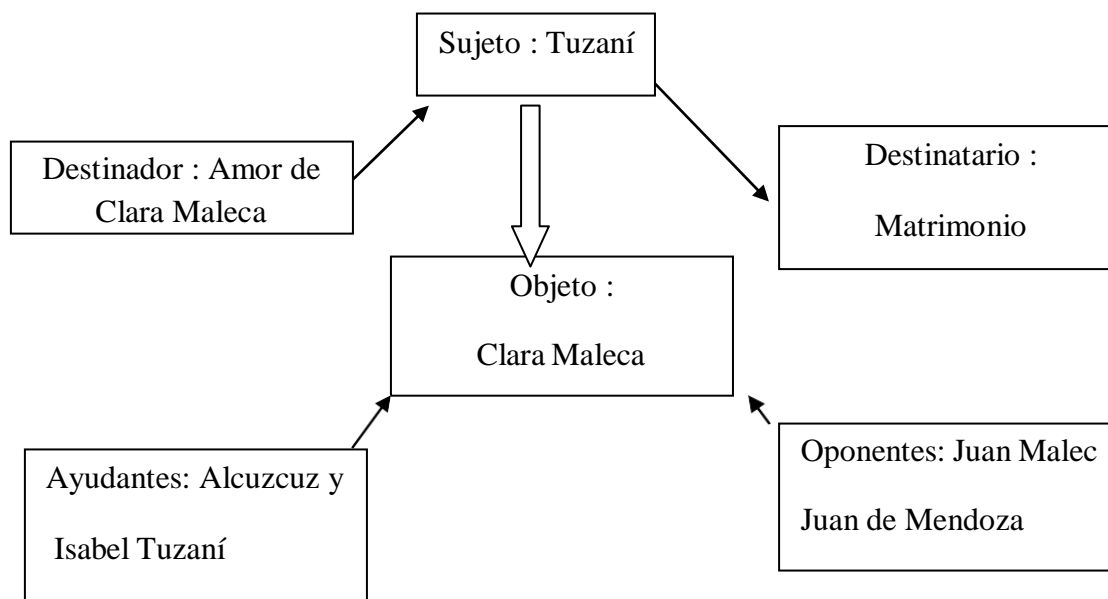 Sujeto : Tuzaní
Destinador : Amor de
Clara Maleca
Destinatario :
Matrimonio
Objeto :
Clara Maleca
Ayudantes: Alcuzcuz y
Isabel Tuzaní
Oponentes: Juan Malec
Juan de Mendoza